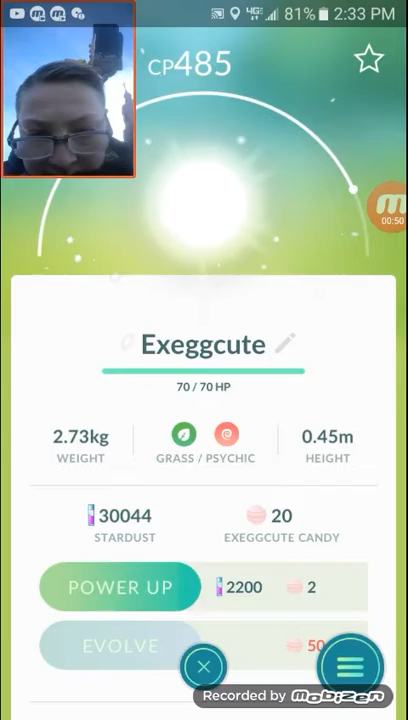 4G
81% 2:33 PM
CP485
00:50
Exeggcute
70 / 70 HP
2.73kg
WEIGHT
GRASS / PSYCHIC
0.45m
HEIGHT
30044
STARDUST
20
EXEGGCUTE CANDY
POWER UP 2200 2
EVOLVE 50
Recorded by mobizen